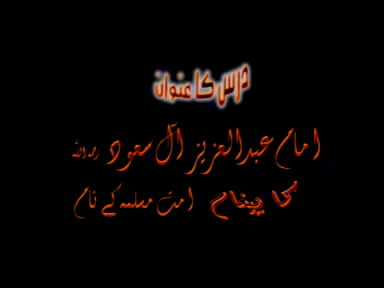 درس کا عنوان
امام عبدالعزیز آل سعود رحمہ اللہ
کا پیغام امت مسلمہ کے نام